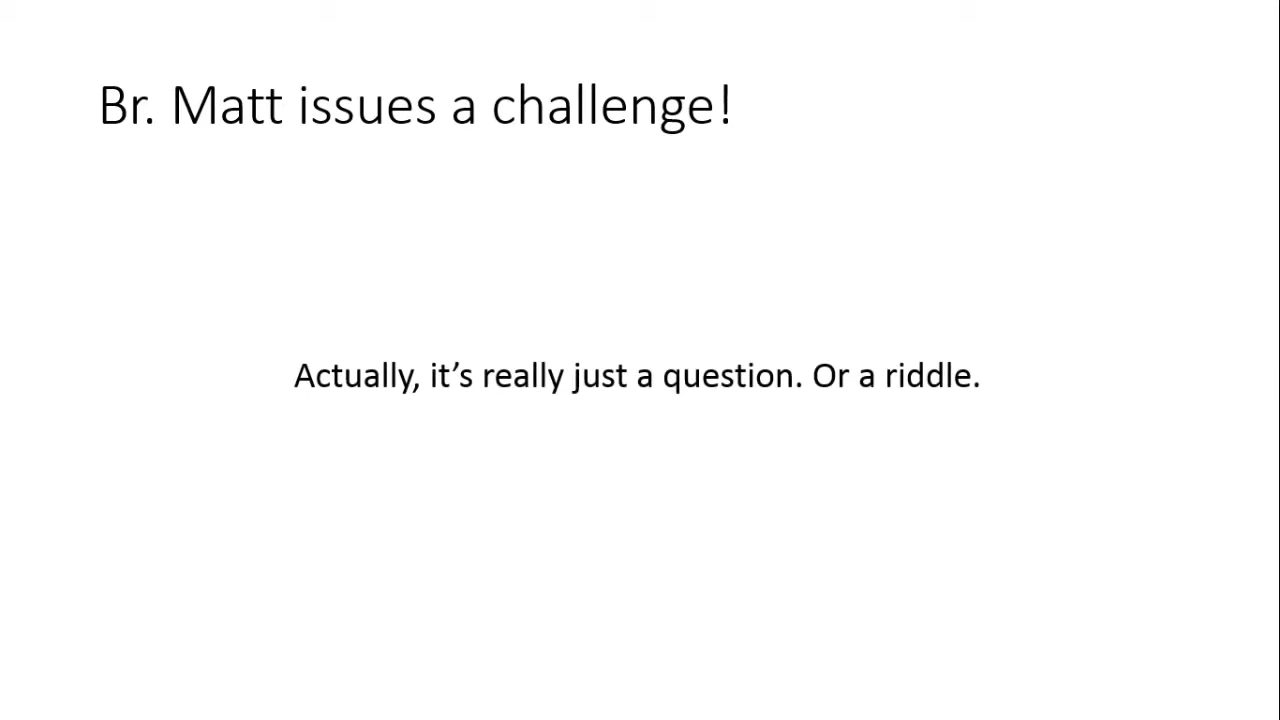 Br. Matt issues a challenge!
Actually, it’s really just a question. Or a riddle.